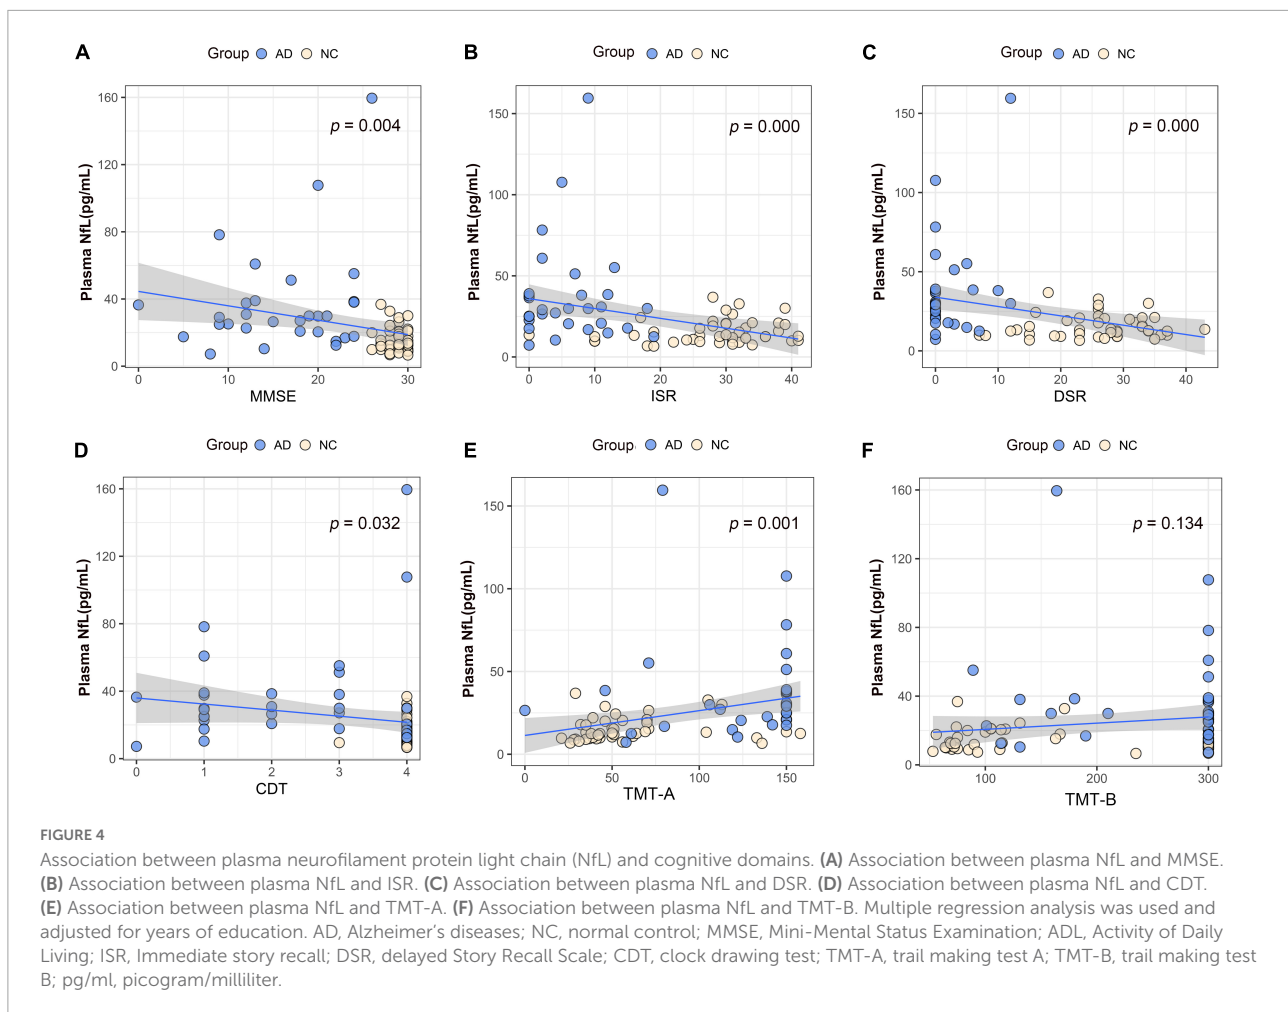 A
Group AD NC
p = 0.004
Plasma NfL(pg/mL)
160
120
80
40
0
0 10 20 30
MMSE
B
Group AD NC
p = 0.000
Plasma NfL(pg/mL)
150
100
50
0
0 10 20 30 40
ISR
C
Group AD NC
p = 0.000
Plasma NfL(pg/mL)
150
100
50
0
0 10 20 30 40
DSR
D
Group AD NC
p = 0.032
Plasma NfL(pg/mL)
160
120
80
40
0
0 1 2 3 4
CDT
E
Group AD NC
p = 0.001
Plasma NfL(pg/mL)
150
100
50
0
0 50 100 150
TMT-A
F
Group AD NC
p = 0.134
Plasma NfL(pg/mL)
160
120
80
40
0
100 200 300
TMT-B
FIGURE 4
Association between plasma neurofilament protein light chain (NfL) and cognitive domains. (A) Association between plasma NfL and MMSE.
(B) Association between plasma NfL and ISR. (C) Association between plasma NfL and DSR. (D) Association between plasma NfL and CDT.
(E) Association between plasma NfL and TMT-A. (F) Association between plasma NfL and TMT-B. Multiple regression analysis was used and
adjusted for years of education. AD, Alzheimer's diseases; NC, normal control; MMSE, Mini-Mental Status Examination; ADL, Activity of Daily
Living; ISR, Immediate story recall; DSR, delayed Story Recall Scale; CDT, clock drawing test; TMT-A, trail making test A; TMT-B, trail making test
B; pg/ml, picogram/milliliter.